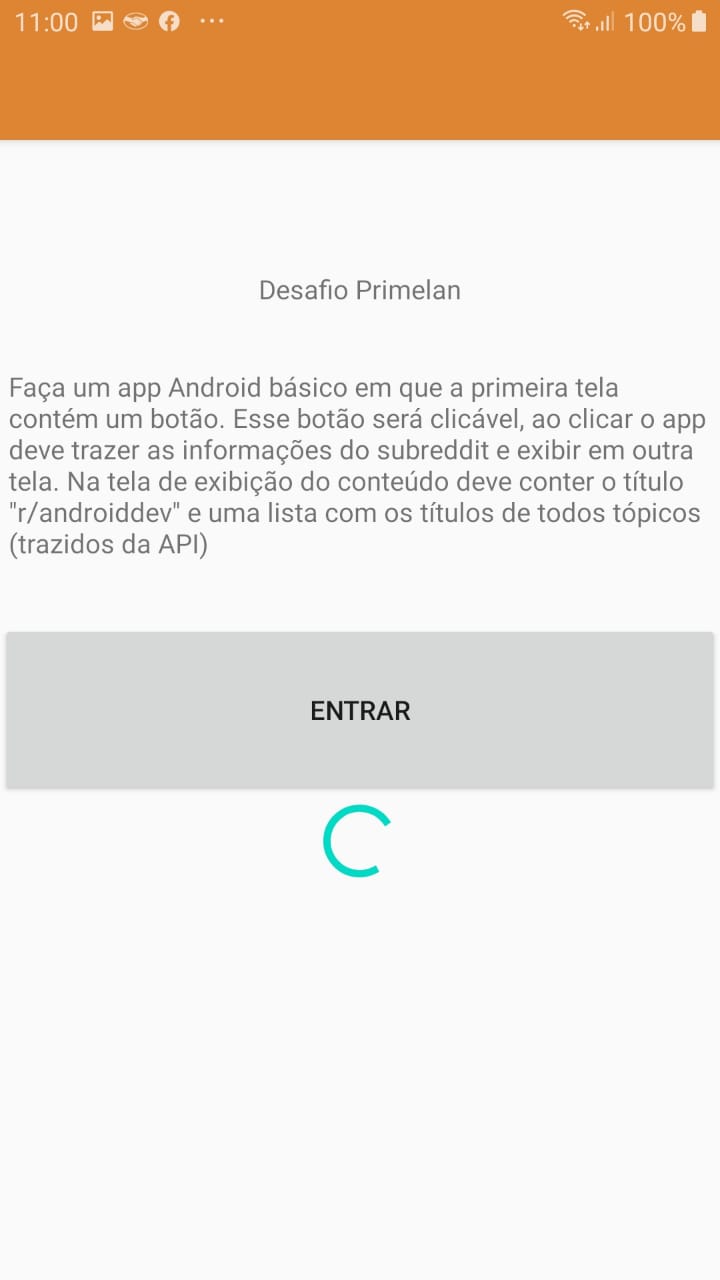 11:00
100%
Desafio Primelan
Faça um app Android básico em que a primeira tela
contém um botão. Esse botão será clicável, ao clicar o app
deve trazer as informações do subreddit e exibir em outra
tela. Na tela de exibição do conteúdo deve conter o título
"r/androiddev" e uma lista com os títulos de todos tópicos
(trazidos da API)
ENTRAR